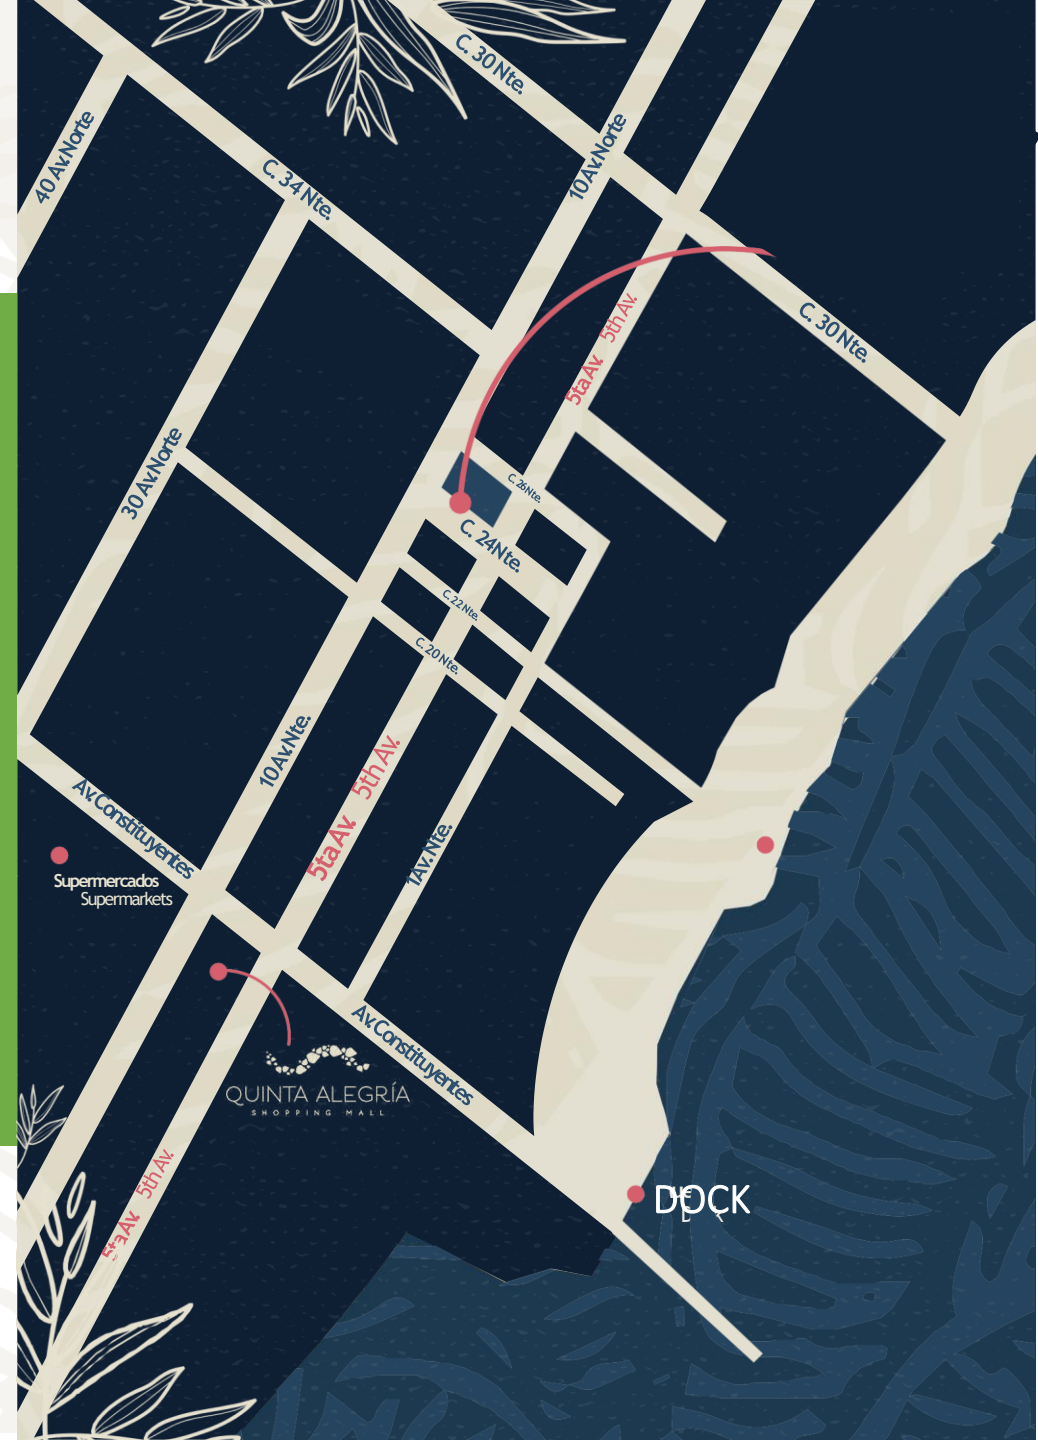 C. 30 Nte.
40 Av. Norte
10 Av. Norte
C. 34 Nte.
C. 30 Nte.
5ta Av. 5th Av.
30 Av. Norte
C. 26 Nte.
C. 24 Nte.
C. 22 Nte.
C. 20 Nte.
10 Av. Nte.
5ta Av. 5th Av.
Av. Constituyentes
1 Av. Nte.
Supermercados
Supermarkets
Av. Constituyentes
QUINTA ALEGRÍA
SHOPPING MALL
5ta Av. 5th Av.
DOCK